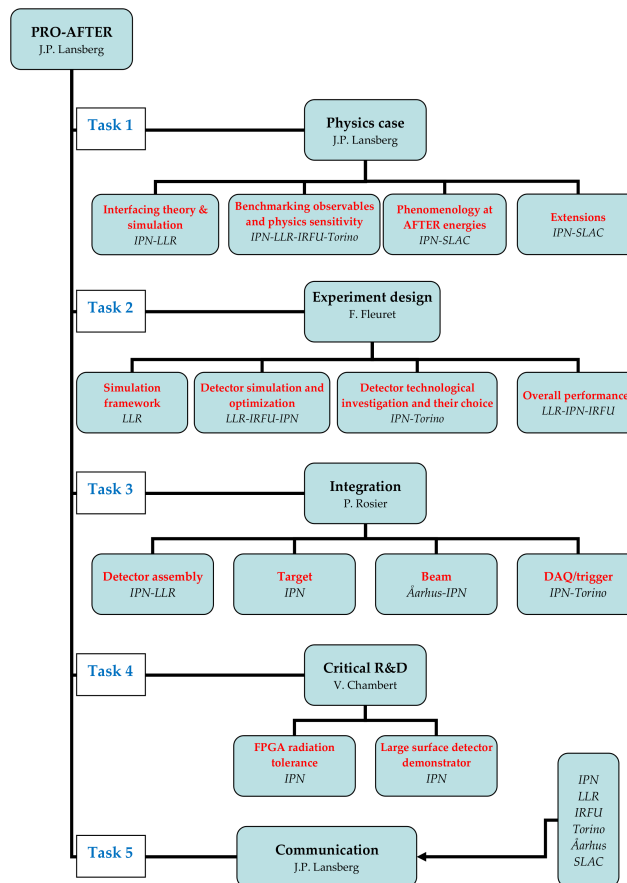 PRO-AFTER
J.P. Lansberg
Task 1
Physics case
J.P. Lansberg
Interfacing theory &
simulation
IPN-LLR
Benchmarking observables
and physics sensitivity
IPN-LLR-IRFU-Torino
Phenomenology at
AFTER energies
IPN-SLAC
Extensions
IPN-SLAC
Task 2
Experiment design
F. Fleuret
Simulation
framework
LLR
Detector simulation and
optimization
LLR-IRFU-IPN
Detector technological
investigation and their choice
IPN-Torino
Overall performance
LLR-IPN-IRFU
Task 3
Integration
P. Rosier
Detector assembly
IPN-LLR
Target
IPN
Beam
Åarhus-IPN
DAQ/trigger
IPN-Torino
Task 4
Critical R&D
V. Chambert
FPGA radiation
tolerance
IPN
Large surface detector
demonstrator
IPN
Task 5
Communication
J.P. Lansberg
IPN
LLR
IRFU
Torino
Åarhus
SLAC